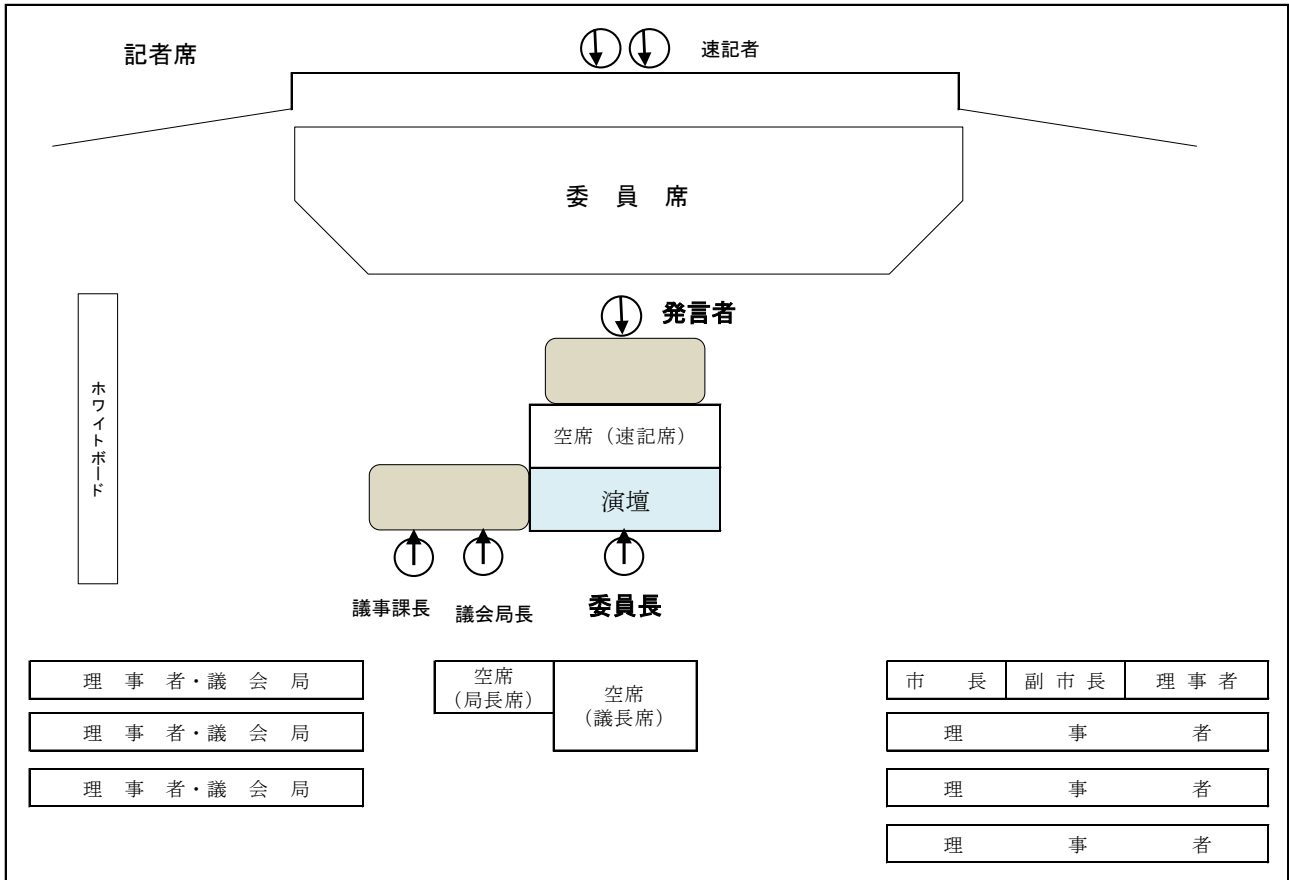 記者席
速記者
委 員 席
発言者
ホワイトボード
空席（速記席）
演壇
議事課長
議会局長
委員長
理 事 者・議 会 局
空席
（局長席）
空席
（議長席）
市 長
副 市 長
理 事 者
理 事 者・議 会 局
理 事 者
理 事 者・議 会 局
理 事 者
理 事 者